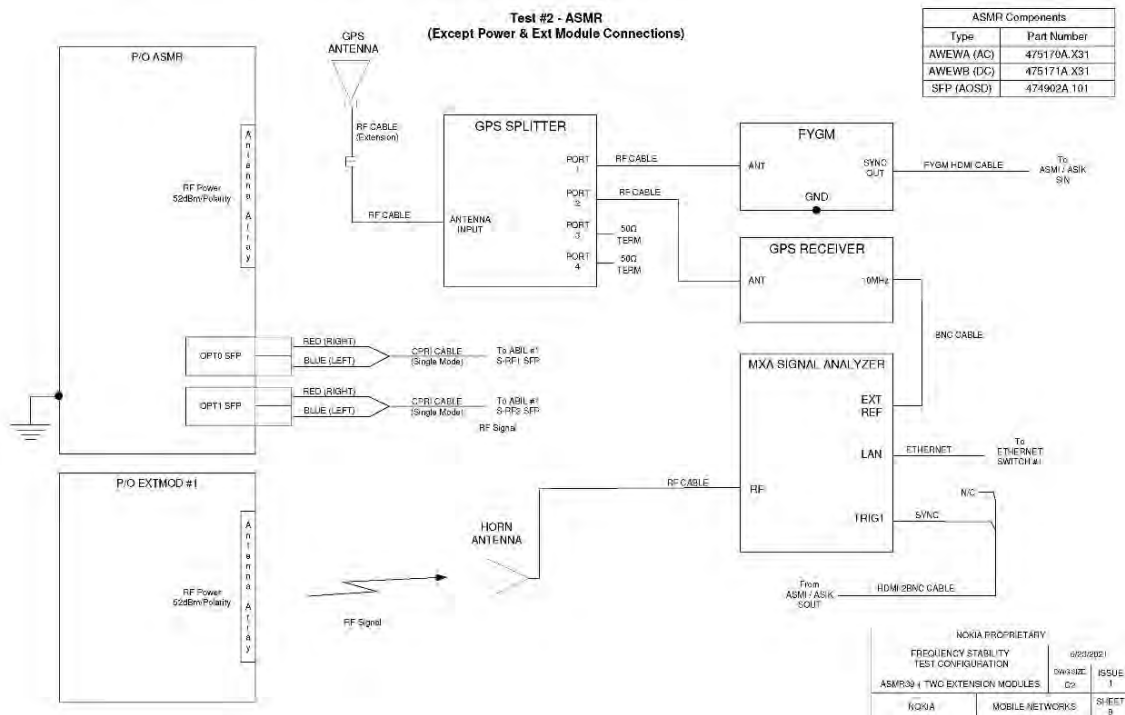 Test #2 - ASMR
(Except Power & Ext Module Connections)
ASMR Components
Type Part Number
AWEWA (AC) 475170A.X31
AWEWB (DC) 475171A.X31
SFP (AOSD) 474902A.101
P/O ASMR
Antenna Array
RF Power
52dBm/Polarity
OPT0 SFP
RED (RIGHT)
BLUE (LEFT)
CPRI CABLE
(Single Mode)
To ABIL #1
S-RF1 SFP
OPT1 SFP
RED (RIGHT)
BLUE (LEFT)
CPRI CABLE
(Single Mode)
To ABIL #1
S-RF2 SFP
RF Signal
GPS
ANTENNA
RF CABLE
(Extension)
RF CABLE
GPS SPLITTER
ANTENNA
INPUT
PORT
1
PORT
2
PORT
3
PORT
4
RF CABLE
RF CABLE
50Ω
TERM
50Ω
TERM
FYGM
ANT
SYNC
OUT
GND
FYGM HDMI CABLE
To
ASMI / ASIK
SIN
GPS RECEIVER
ANT
10MHz
BNC CABLE
MXA SIGNAL ANALYZER
EXT
REF
LAN
RF
TRIG1
ETHERNET
To
ETHERNET
SWITCH #1
N/C
SYNC
From
ASMI / ASIK
SOUT
HDMI-2BNC CABLE
P/O EXTMOD #1
Antenna Array
RF Power
52dBm/Polarity
RF Signal
HORN
ANTENNA
RF CABLE
NOKIA PROPRIETARY
FREQUENCY STABILITY
TEST CONFIGURATION
ASMR39 + TWO EXTENSION MODULES
DWG SIZE
C2
ISSUE
1
NOKIA
MOBILE NETWORKS
SHEET